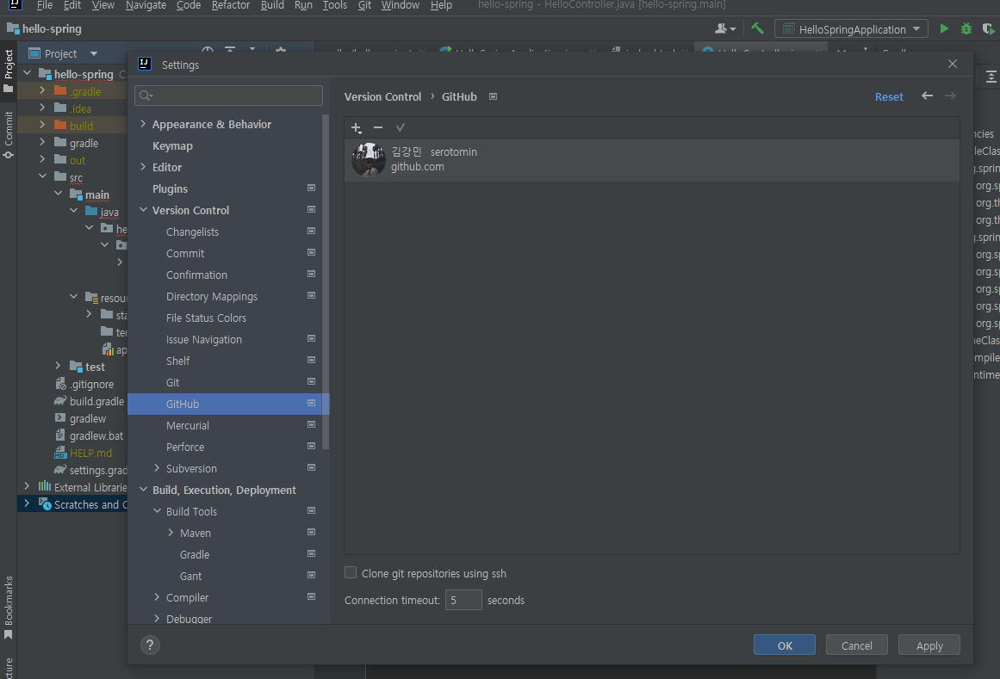 File Edit View Navigate Code Refactor Build Run Tools Git Window Help hello-spring - HelloController.java [hello-spring.main]
hello-spring
HelloSpringApplication
Project
Project
Commit
Bookmarks
hello-spring
.gradle
.idea
build
gradle
out
src
main
java
he
resou
sta
te
ap
test
.gitignore
build.gradle
gradlew
gradlew.bat
HELP.md
settings.grad
External Librarie
Scratches and C
Settings
Appearance & Behavior
Keymap
Editor
Plugins
Version Control
Changelists
Commit
Confirmation
Directory Mappings
File Status Colors
Issue Navigation
Shelf
Git
GitHub
Mercurial
Perforce
Subversion
Build, Execution, Deployment
Build Tools
Maven
Gradle
Gant
Compiler
Debugger
Version Control › GitHub
Reset
김강민 serotomin
github.com
Clone git repositories using ssh
Connection timeout: 5 seconds
? OK Cancel Apply
ncies
eClas
g.sprin
org.sp
org.th
org.th
g.sprin
org.sp
org.sp
org.sp
org.sp
org.sp
neClas
ompile
untime